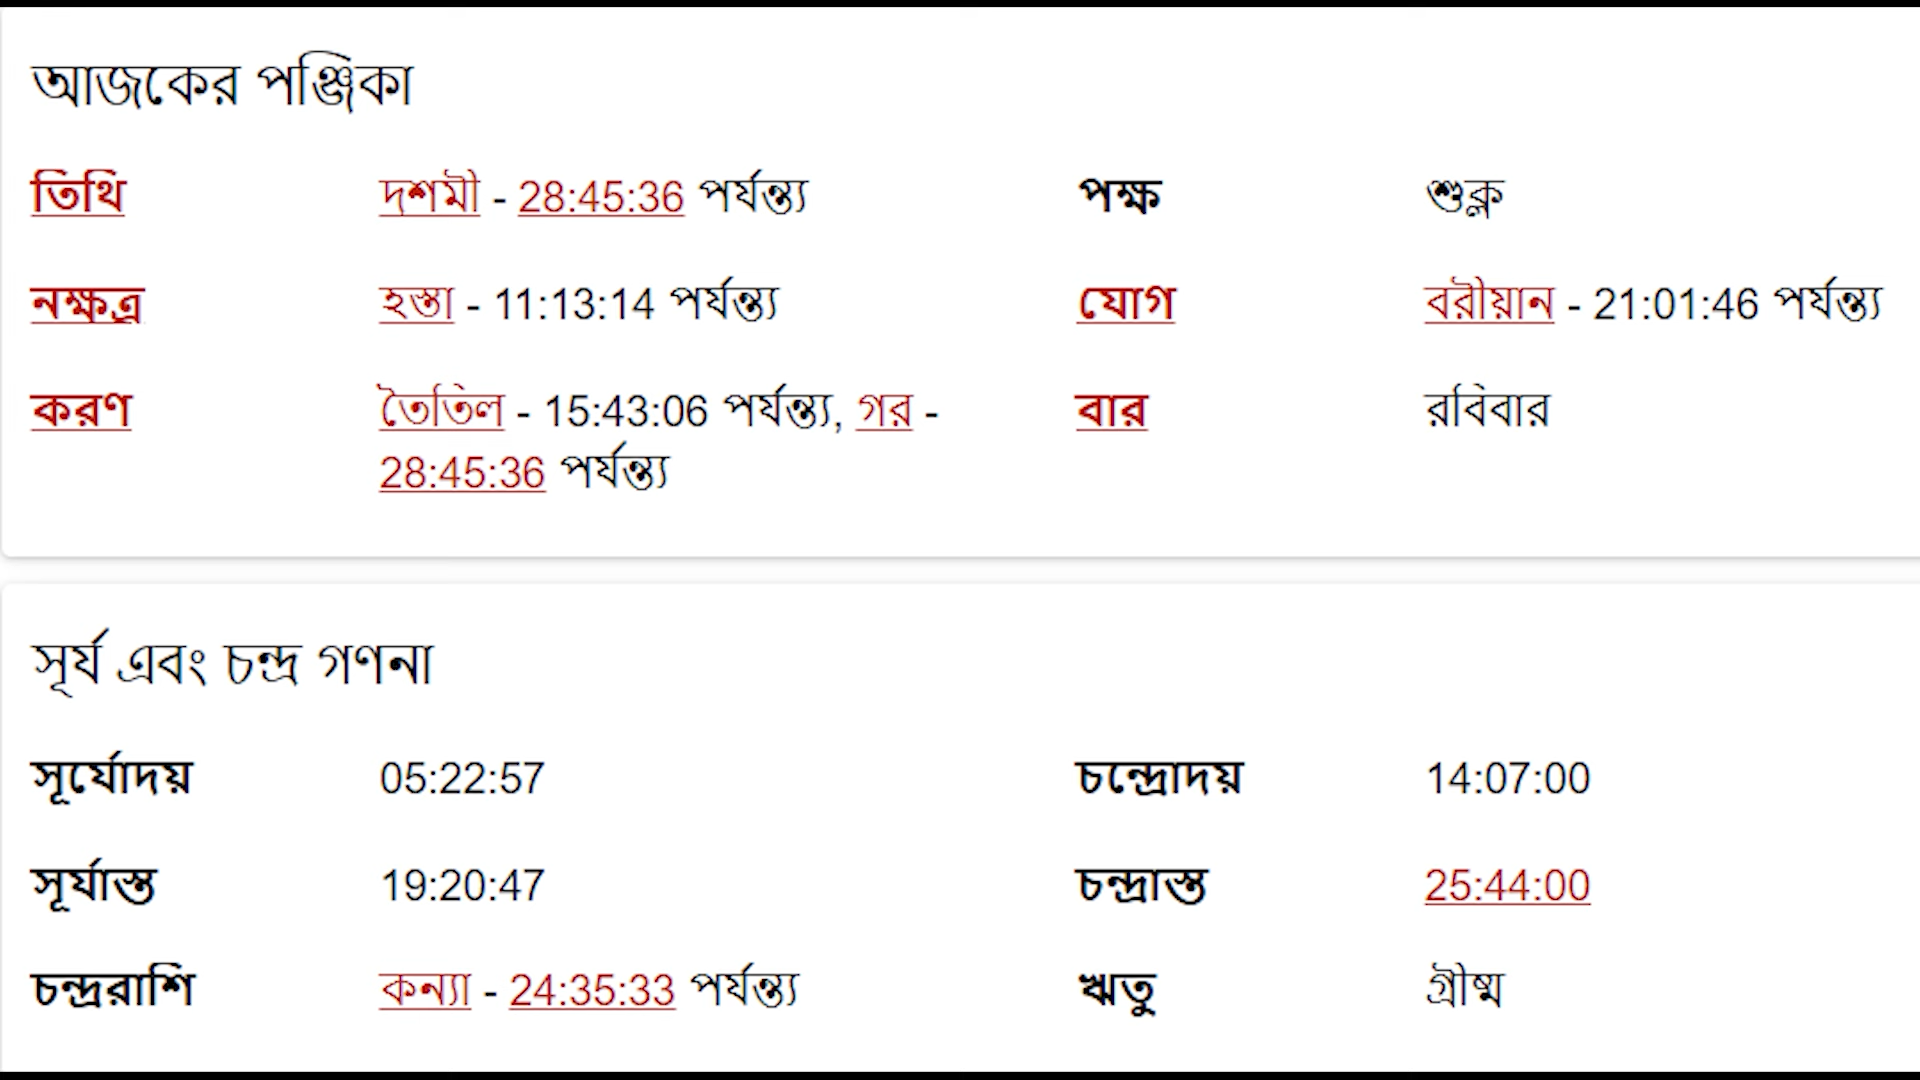 আজকের পঞ্জিকা
তিথি দশমী - 28:45:36 পর্যন্ত্য পক্ষ শুক্ল
নক্ষত্র হস্তা - 11:13:14 পর্যন্ত্য যোগ বরীয়ান - 21:01:46 পর্যন্ত্য
করণ তৈতিল - 15:43:06 পর্যন্ত্য, গর - বার রবিবার
28:45:36 পর্যন্ত্য
সূর্য এবং চন্দ্র গণনা
সূর্যোদয় 05:22:57 চন্দ্রোদয় 14:07:00
সূর্যাস্ত 19:20:47 চন্দ্রাস্ত 25:44:00
চন্দ্ররাশি কন্যা - 24:35:33 পর্যন্ত্য ঋতু গ্রীষ্ম